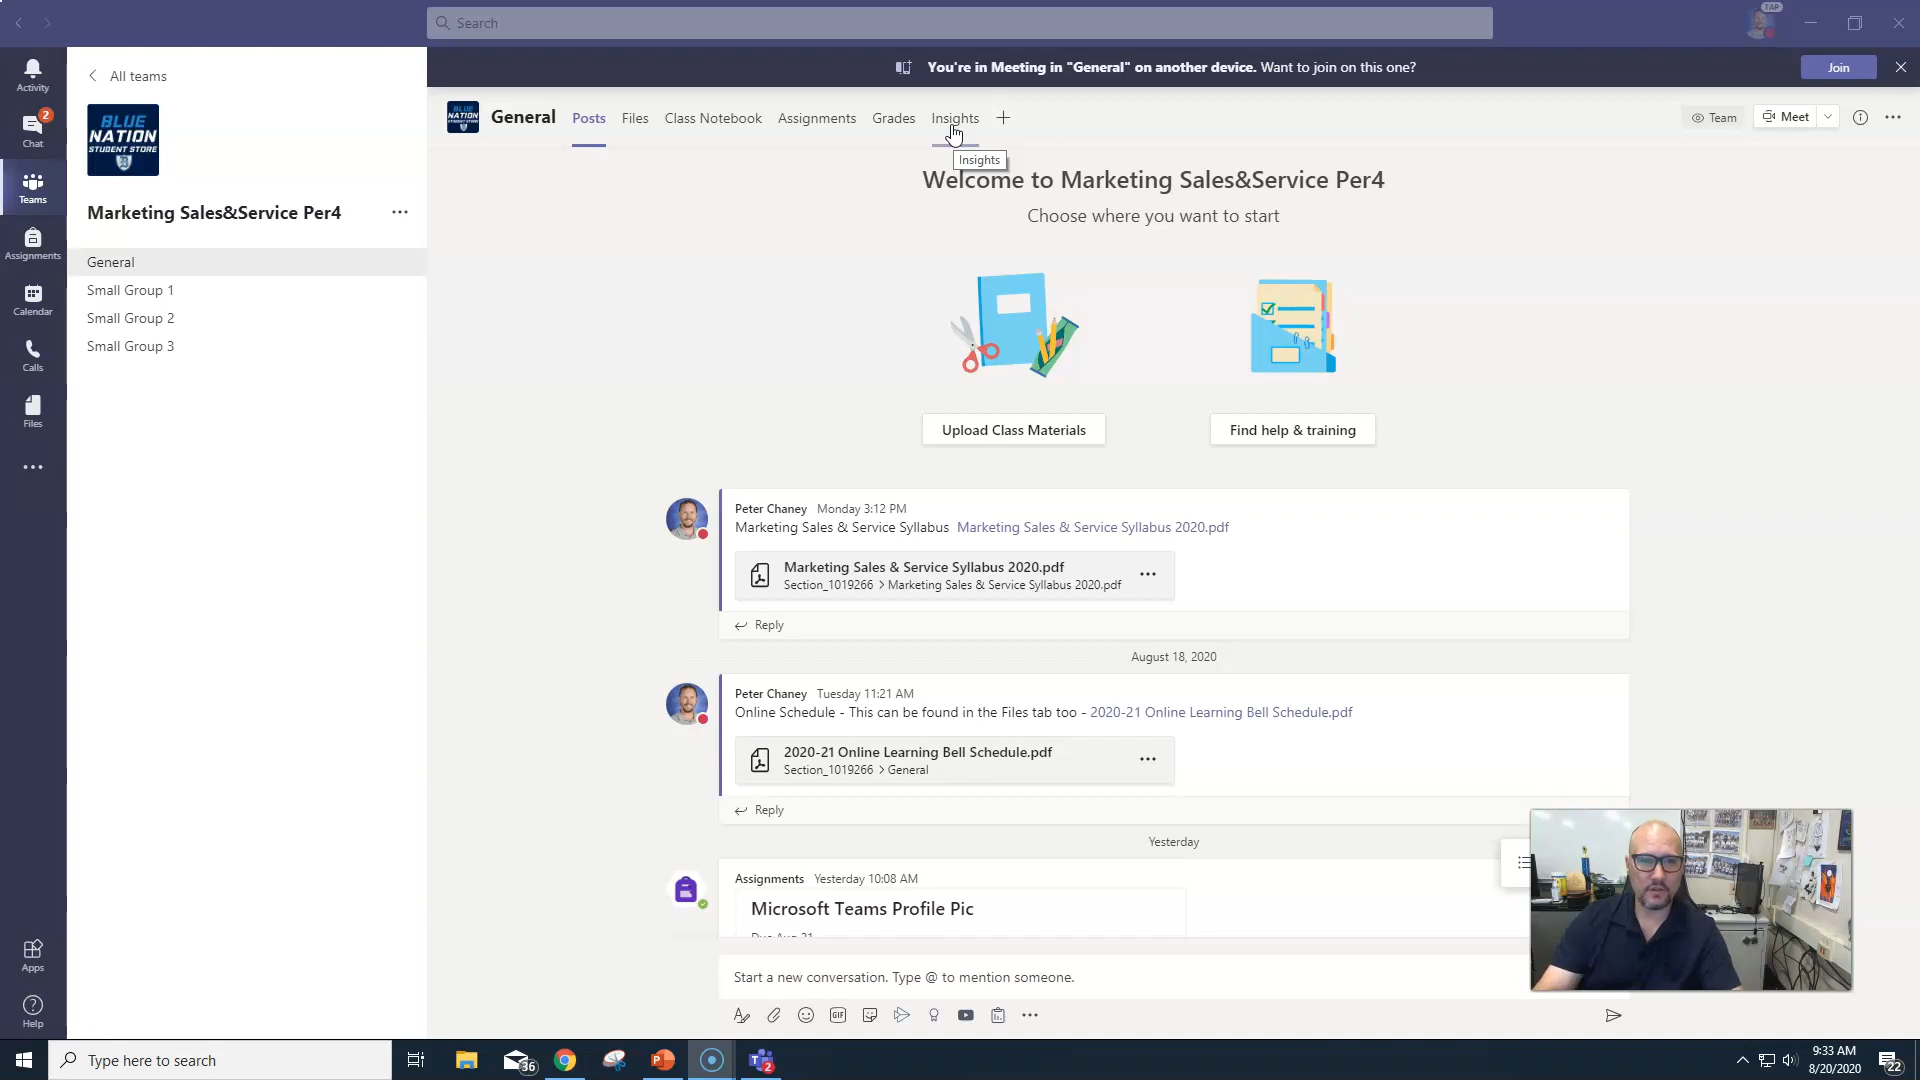 Search
TAP
Activity
Chat
2
Teams
Assignments
Calendar
Calls
Files
Apps
Help
All teams
BLUE
NATION
STUDENT STORE
Marketing Sales&Service Per4
General
Small Group 1
Small Group 2
Small Group 3
You're in Meeting in "General" on another device. Want to join on this one?
Join
General
Posts
Files
Class Notebook
Assignments
Grades
Insights
Team
Meet
Insights
Welcome to Marketing Sales&Service Per4
Choose where you want to start
Upload Class Materials
Find help & training
Peter Chaney Monday 3:12 PM
Marketing Sales & Service Syllabus Marketing Sales & Service Syllabus 2020.pdf
Marketing Sales & Service Syllabus 2020.pdf
Section_1019266 > Marketing Sales & Service Syllabus 2020.pdf
Reply
August 18, 2020
Peter Chaney Tuesday 11:21 AM
Online Schedule - This can be found in the Files tab too - 2020-21 Online Learning Bell Schedule.pdf
2020-21 Online Learning Bell Schedule.pdf
Section_1019266 > General
Reply
Yesterday
Assignments Yesterday 10:08 AM
Microsoft Teams Profile Pic
Due Aug 21
Start a new conversation. Type @ to mention someone.
GIF
Type here to search
36
2
9:33 AM
8/20/2020
22